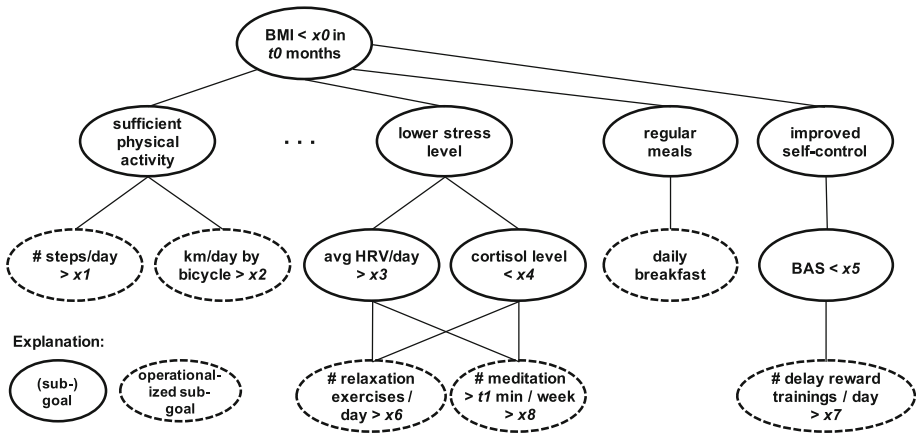 BMI < x0 in
t0 months
sufficient
physical
activity
. . .
lower stress
level
regular
meals
improved
self-control
# steps/day
> x1
km/day by
bicycle > x2
avg HRV/day
> x3
cortisol level
< x4
daily
breakfast
BAS < x5
Explanation:
(sub-)
goal
operational-
ized sub-
goal
# relaxation
exercises /
day > x6
# meditation
> t1 min / week
> x8
# delay reward
trainings / day
> x7